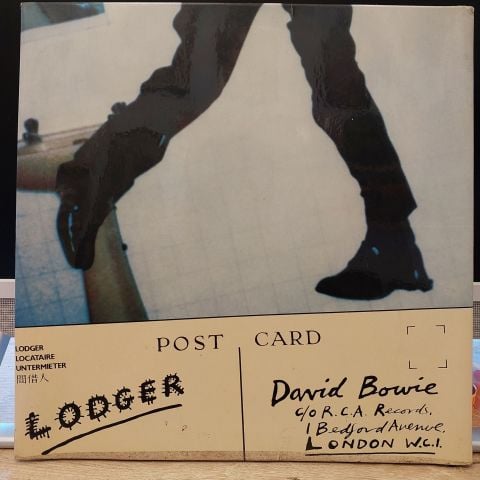 POST CARD
LODGER
LOCATAIRE
UNTERMIETER
間借人
LODGER
David Bowie
c/o R.C.A. Records,
1 Bedford Avenue,
LONDON W.C.1.